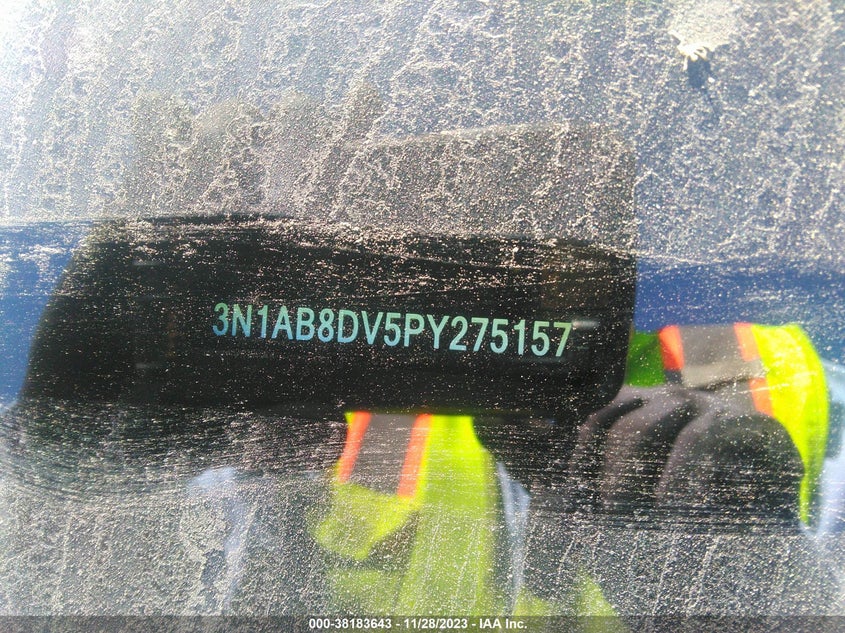 3N1AB8DV5PY275157
000-38183643 - 11/28/2023 - IAA Inc.